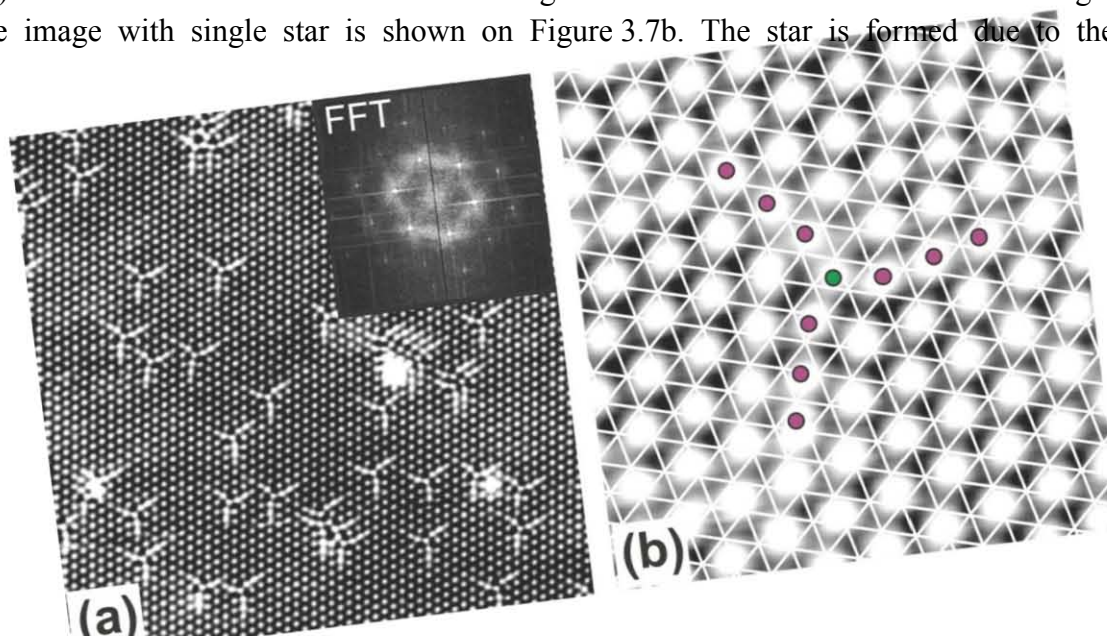 e image with single star is shown on Figure 3.7b. The star is formed due to the
FFT
(a)
(b)